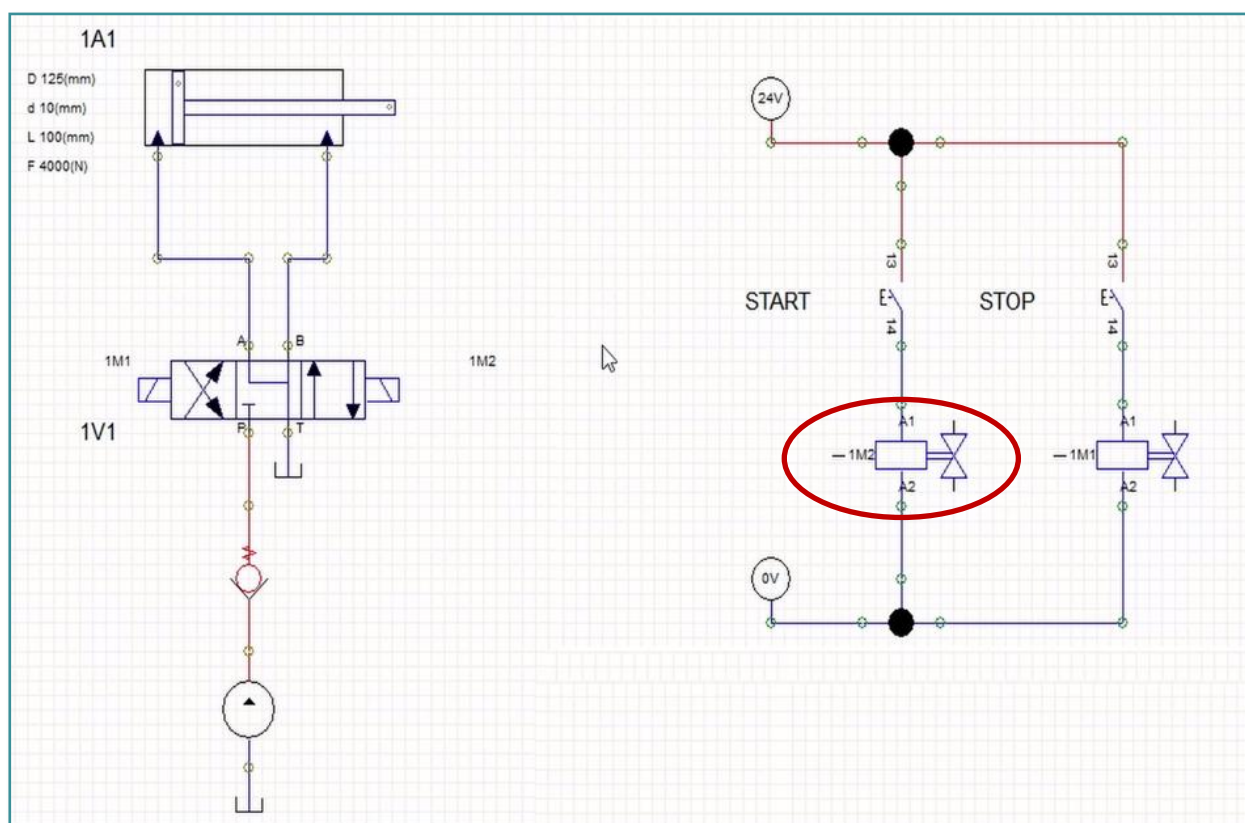 1A1
D 125(mm)
d 10(mm)
L 100(mm)
F 4000(N)
A
B
1M1
1M2
1V1
P
T
24V
13
13
START
E
STOP
E
14
14
A1
A1
1M2
1M1
A2
A2
0V